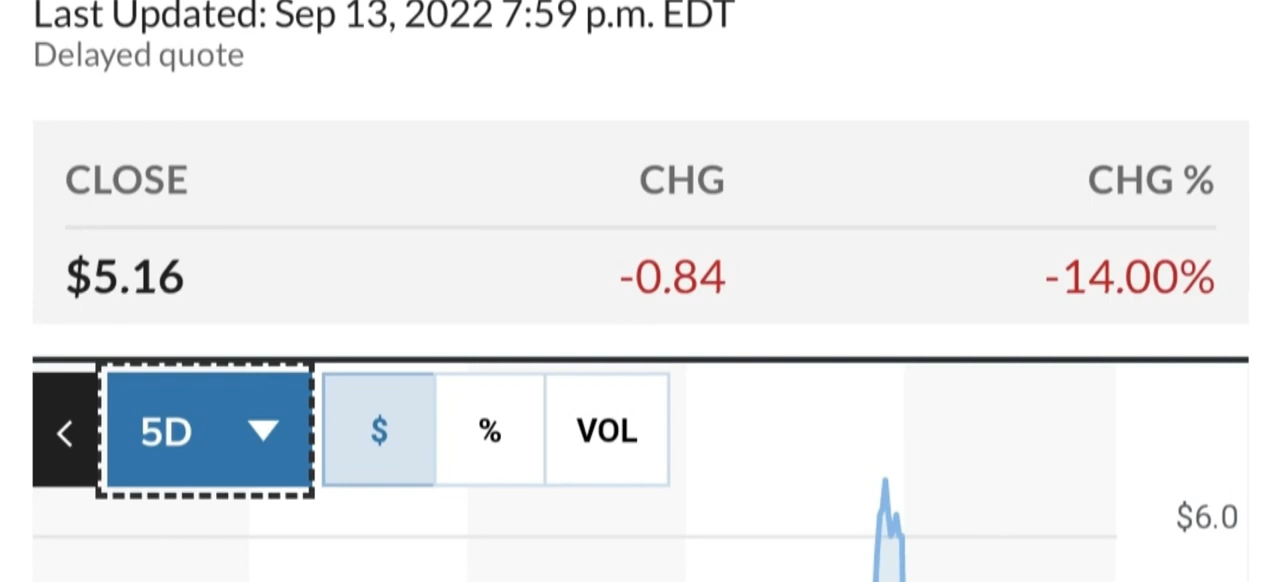 Last Updated: Sep 13, 2022 7:59 p.m. EDT
Delayed quote
CLOSE CHG CHG %
$5.16 -0.84 -14.00%
5D $ % VOL
$6.0